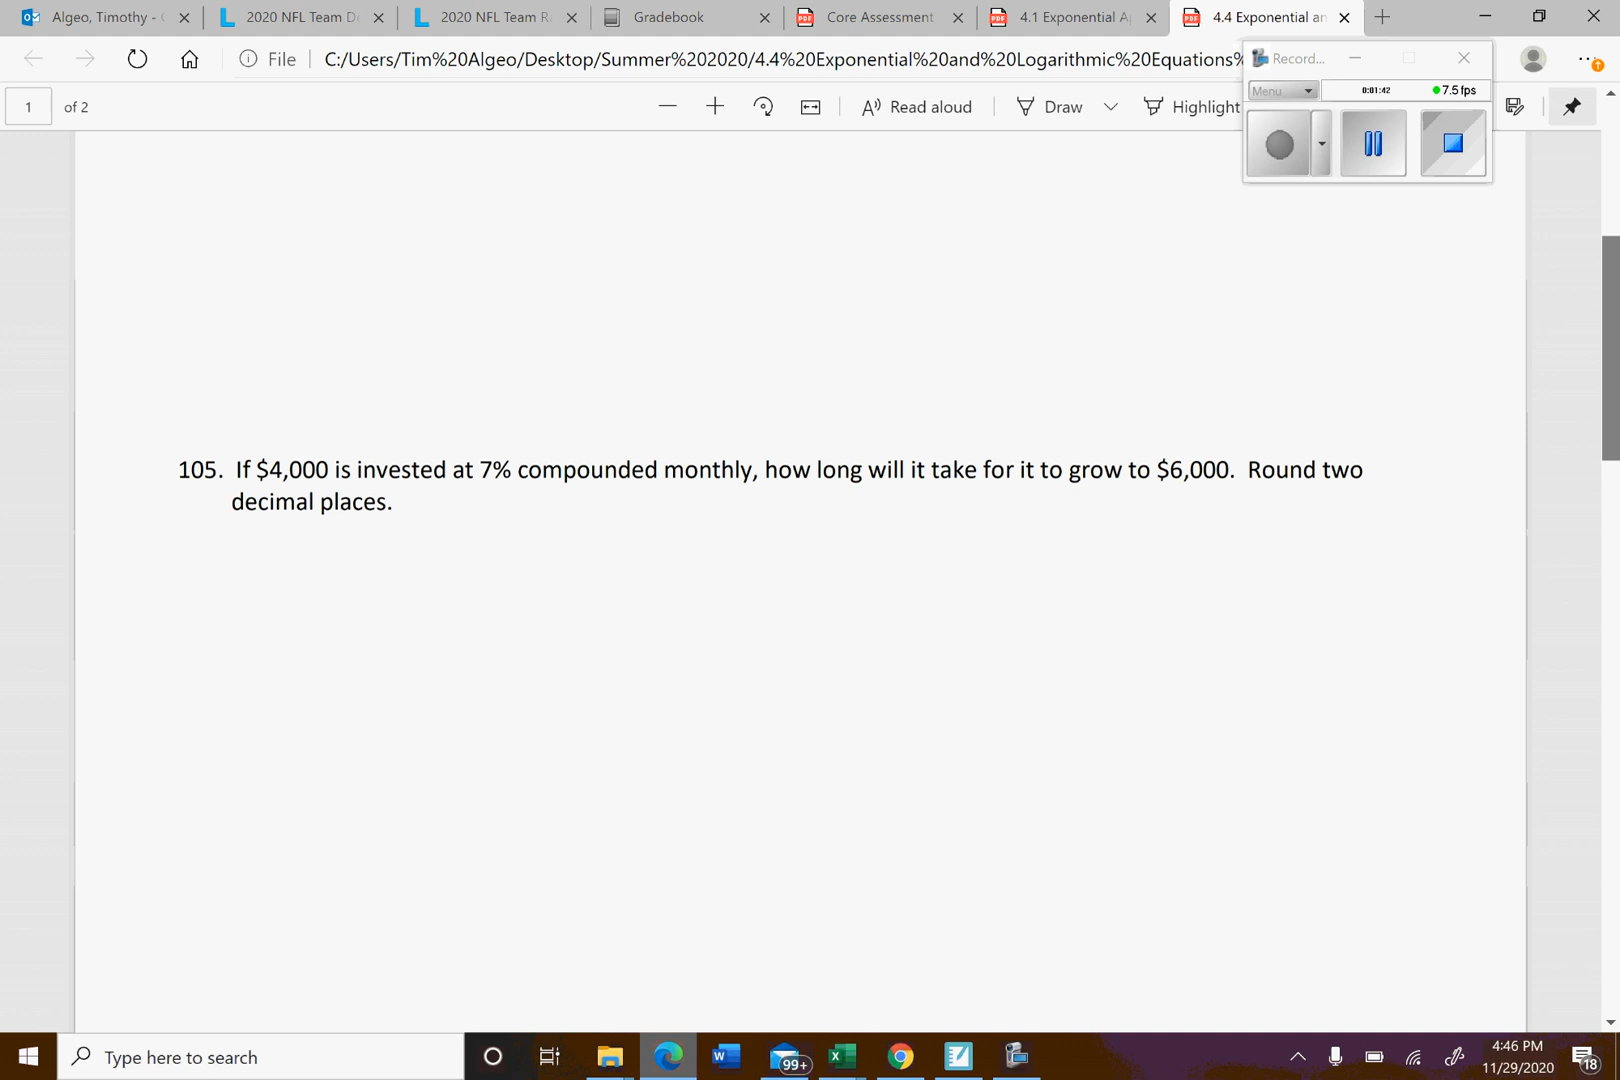 Algeo, Timothy -
2020 NFL Team D
2020 NFL Team R
Gradebook
Core Assessment
4.1 Exponential A
4.4 Exponential an
File
C:/Users/Tim%20Algeo/Desktop/Summer%202020/4.4%20Exponential%20and%20Logarithmic%20Equations%
Record...
Menu
0:01:42
7.5 fps
1
of 2
Read aloud
Draw
Highlight
105. If $4,000 is invested at 7% compounded monthly, how long will it take for it to grow to $6,000. Round two
decimal places.
Type here to search
99+
4:46 PM
11/29/2020
18